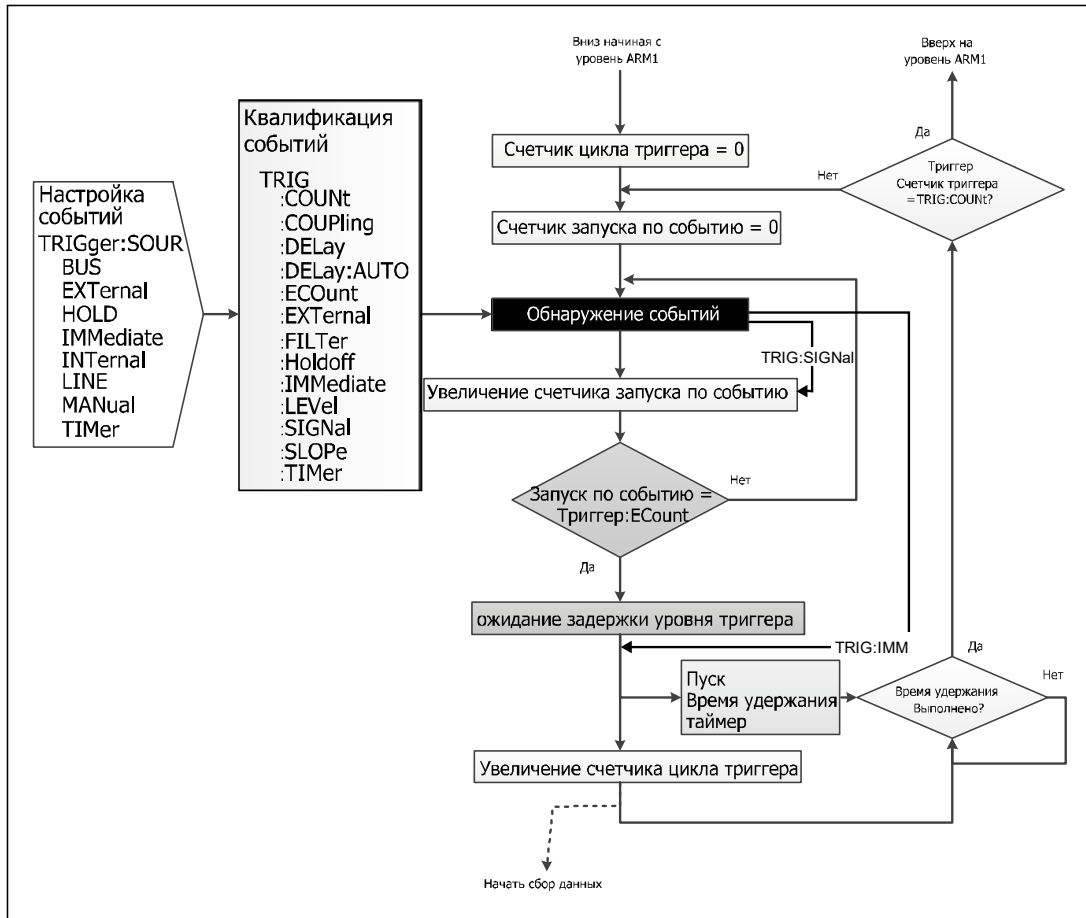 Настройка
событий
TRIGger:SOUR
BUS
EXTernal
HOLD
IMMediate
INTernal
LINE
MANual
TIMer
Квалификация
событий
TRIG
:COUNt
:COUPling
:DELay
:DELay:AUTO
:ECOunt
:EXTernal
:FILTer
:Holdoff
:IMMediate
:LEVel
:SIGNal
:SLOPe
:TIMer
Вниз начиная с
уровень ARM1
Счетчик цикла триггера = 0
Счетчик запуска по событию = 0
Обнаружение событий
TRIG:SIGNal
Увеличение счетчика запуска по событию
Запуск по событию =
Триггер:ECount
Нет
Да
ожидание задержки уровня триггера
TRIG:IMM
Пуск
Время удержания
таймер
Увеличение счетчика цикла триггера
Начать сбор данных
Время удержания
Выполнено?
Нет
Да
Триггер
Счетчик триггера
=TRIG:COUNt?
Нет
Да
Вверх на
уровень ARM1